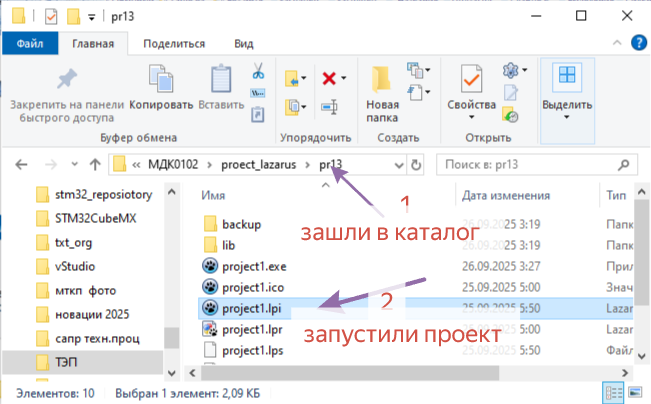 pr13
Файл Главная Поделиться Вид
Закрепить на панели быстрого доступа
Копировать
Вставить
Буфер обмена
Упорядочить
Новая папка
Создать
Свойства
Открыть
Выделить
« МДК0102 › proect_lazarus › pr13
Поиск в: pr13
1
зашли в каталог
stm32_reposiotory
STM32CubeMX
txt_org
vStudio
мткп фото
новации 2025
сапр техн.проц
ТЭП
Имя Дата изменения Тип
backup 26.09.2025 3:19 Папк
lib 26.09.2025 3:19 Папк
project1.exe 26.09.2025 3:27 Прил
project1.ico 25.09.2025 5:00 Знач
project1.lpi 25.09.2025 5:50 Lazar
project1.lpr 5:00 Lazar
project1.lps 25.09.2025 5:50 Файл
2
запустили проект
Элементов: 10 Выбран 1 элемент: 2,09 КБ